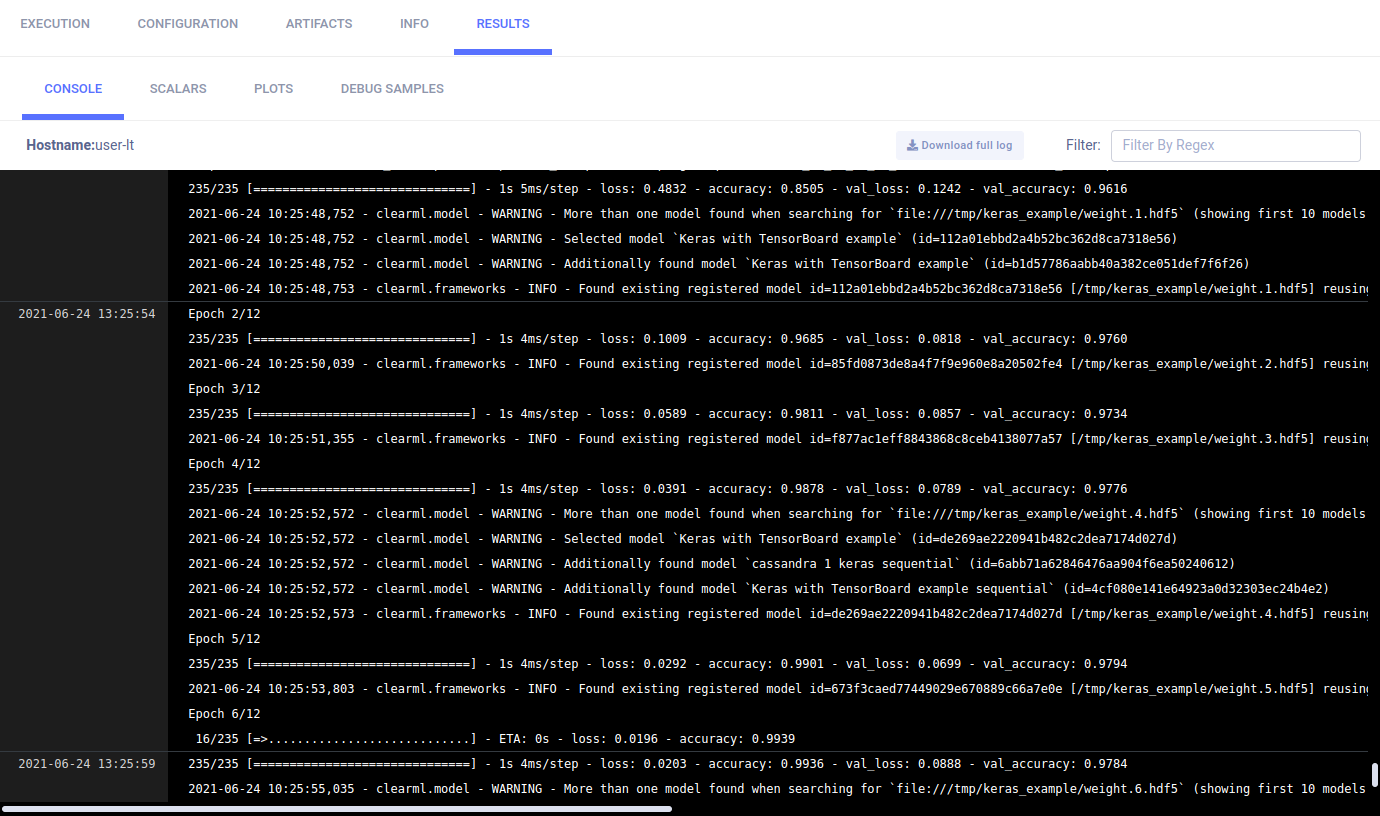 EXECUTION CONFIGURATION ARTIFACTS INFO RESULTS
CONSOLE SCALARS PLOTS DEBUG SAMPLES
Hostname:user-lt Download full log Filter: Filter By Regex
235/235 [==============================] - 1s 5ms/step - loss: 0.4832 - accuracy: 0.8505 - val_loss: 0.1242 - val_accuracy: 0.9616
2021-06-24 10:25:48,752 - clearml.model - WARNING - More than one model found when searching for `file:///tmp/keras_example/weight.1.hdf5` (showing first 10 models
2021-06-24 10:25:48,752 - clearml.model - WARNING - Selected model `Keras with TensorBoard example` (id=112a01ebbd2a4b52bc362d8ca7318e56)
2021-06-24 10:25:48,752 - clearml.model - WARNING - Additionally found model `Keras with TensorBoard example` (id=b1d57786aabb40a382ce051def7f6f26)
2021-06-24 10:25:48,753 - clearml.frameworks - INFO - Found existing registered model id=112a01ebbd2a4b52bc362d8ca7318e56 [/tmp/keras_example/weight.1.hdf5] reusing
2021-06-24 13:25:54 Epoch 2/12
235/235 [==============================] - 1s 4ms/step - loss: 0.1009 - accuracy: 0.9685 - val_loss: 0.0818 - val_accuracy: 0.9760
2021-06-24 10:25:50,039 - clearml.frameworks - INFO - Found existing registered model id=85fd0873de8a4f7f9e960e8a20502fe4 [/tmp/keras_example/weight.2.hdf5] reusing
Epoch 3/12
235/235 [==============================] - 1s 4ms/step - loss: 0.0589 - accuracy: 0.9811 - val_loss: 0.0857 - val_accuracy: 0.9734
2021-06-24 10:25:51,355 - clearml.frameworks - INFO - Found existing registered model id=f877ac1eff8843868c8ceb4138077a57 [/tmp/keras_example/weight.3.hdf5] reusing
Epoch 4/12
235/235 [==============================] - 1s 4ms/step - loss: 0.0391 - accuracy: 0.9878 - val_loss: 0.0789 - val_accuracy: 0.9776
2021-06-24 10:25:52,572 - clearml.model - WARNING - More than one model found when searching for `file:///tmp/keras_example/weight.4.hdf5` (showing first 10 models
2021-06-24 10:25:52,572 - clearml.model - WARNING - Selected model `Keras with TensorBoard example` (id=de269ae2220941b482c2dea7174d027d)
2021-06-24 10:25:52,572 - clearml.model - WARNING - Additionally found model `cassandra 1 keras sequential` (id=6abb71a62846476aa904f6ea50240612)
2021-06-24 10:25:52,572 - clearml.model - WARNING - Additionally found model `Keras with TensorBoard example sequential` (id=4cf080e141e64923a0d32303ec24b4e2)
2021-06-24 10:25:52,573 - clearml.frameworks - INFO - Found existing registered model id=de269ae2220941b482c2dea7174d027d [/tmp/keras_example/weight.4.hdf5] reusing
Epoch 5/12
235/235 [==============================] - 1s 4ms/step - loss: 0.0292 - accuracy: 0.9901 - val_loss: 0.0699 - val_accuracy: 0.9794
2021-06-24 10:25:53,803 - clearml.frameworks - INFO - Found existing registered model id=673f3caed77449029e670889c66a7e0e [/tmp/keras_example/weight.5.hdf5] reusing
Epoch 6/12
16/235 [=>............................] - ETA: 0s - loss: 0.0196 - accuracy: 0.9939
2021-06-24 13:25:59 235/235 [==============================] - 1s 4ms/step - loss: 0.0203 - accuracy: 0.9936 - val_loss: 0.0888 - val_accuracy: 0.9784
2021-06-24 10:25:55,035 - clearml.model - WARNING - More than one model found when searching for `file:///tmp/keras_example/weight.6.hdf5` (showing first 10 models